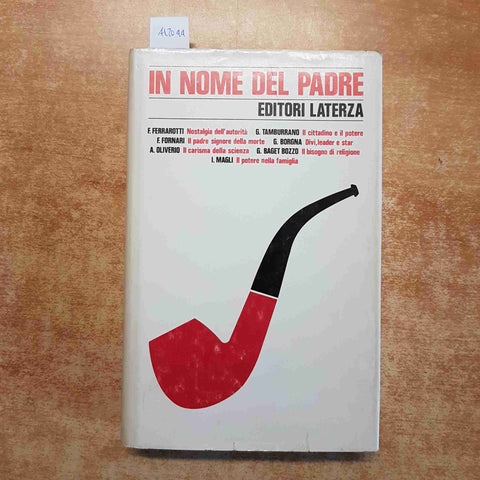 IN NOME DEL PADRE
EDITORI LATERZA
F. FERRAROTTI Nostalgia dell'autorità G. TAMBURRANO Il cittadino e il potere
F. FORNARI Il padre signore della morte G. BORGNA Divi, leader e star
A. OLIVERIO Il carisma della scienza G. BAGET BOZZO Il bisogno di religione
I. MAGLI Il potere nella famiglia